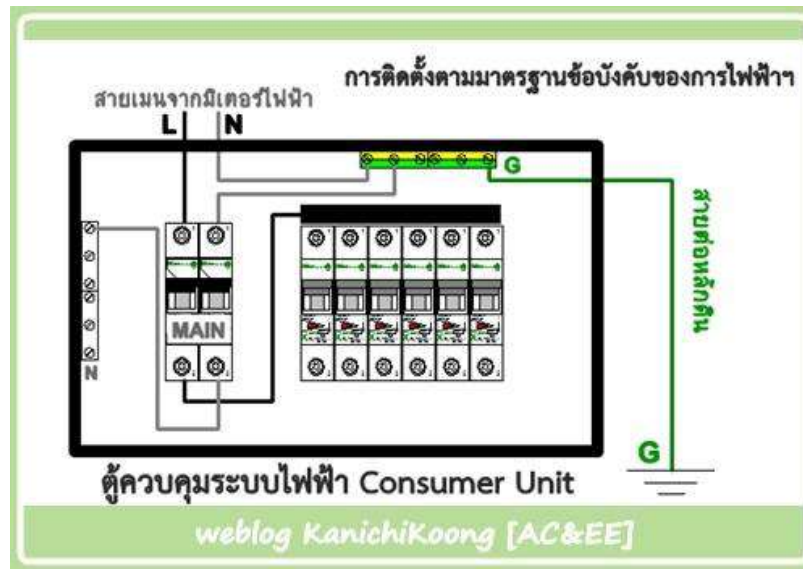 การติดตั้งตามมาตรฐานข้อบังคับของการไฟฟ้าฯ
สายเมนจากมิเตอร์ไฟฟ้า
L N
G
สายต่อหลักดิน
MAIN
N
G
ตู้ควบคุมระบบไฟฟ้า Consumer Unit
weblog KanichiKoong [AC&EE]